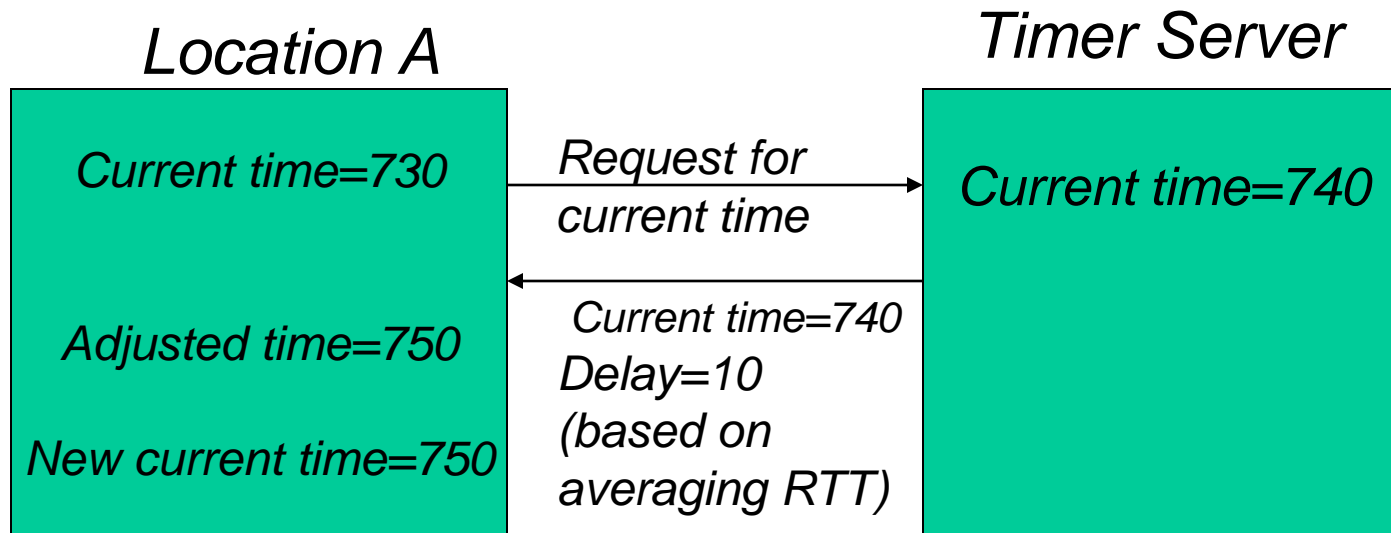 Location A
Timer Server
Current time=730
Request for
current time
Current time=740
Current time=740
Adjusted time=750
Delay=10
(based on
averaging RTT)
New current time=750